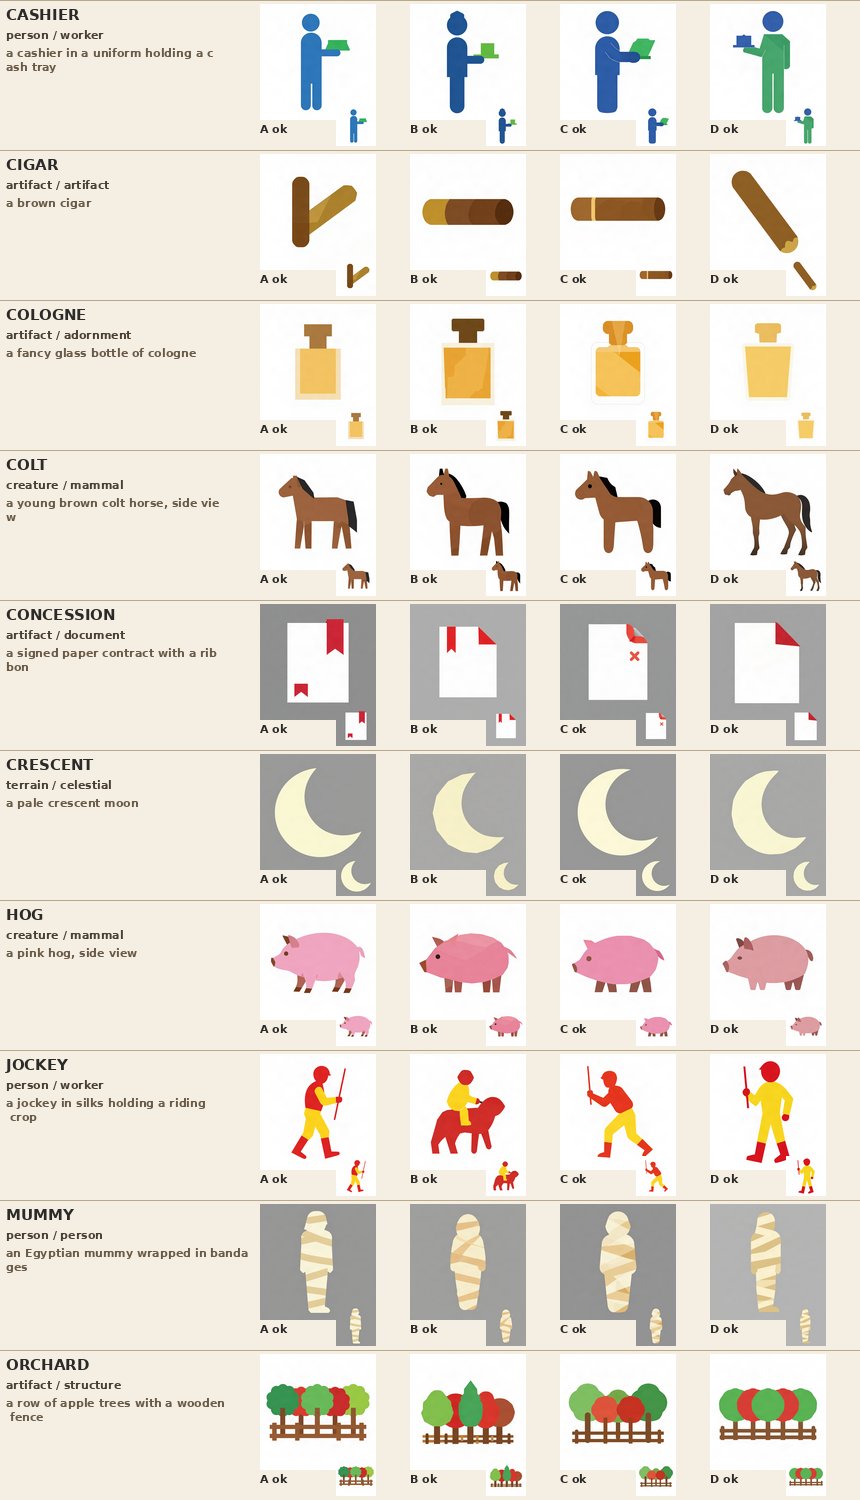 CASHIER
person / worker
a cashier in a uniform holding a c
ash tray
A ok
B ok
C ok
D ok
CIGAR
artifact / artifact
a brown cigar
A ok
B ok
C ok
D ok
COLOGNE
artifact / adornment
a fancy glass bottle of cologne
A ok
B ok
C ok
D ok
COLT
creature / mammal
a young brown colt horse, side vie
w
A ok
B ok
C ok
D ok
CONCESSION
artifact / document
a signed paper contract with a rib
bon
A ok
B ok
C ok
D ok
CRESCENT
terrain / celestial
a pale crescent moon
A ok
B ok
C ok
D ok
HOG
creature / mammal
a pink hog, side view
A ok
B ok
C ok
D ok
JOCKEY
person / worker
a jockey in silks holding a riding
crop
A ok
B ok
C ok
D ok
MUMMY
person / person
an Egyptian mummy wrapped in banda
ges
A ok
B ok
C ok
D ok
ORCHARD
artifact / structure
a row of apple trees with a wooden
fence
A ok
B ok
C ok
D ok